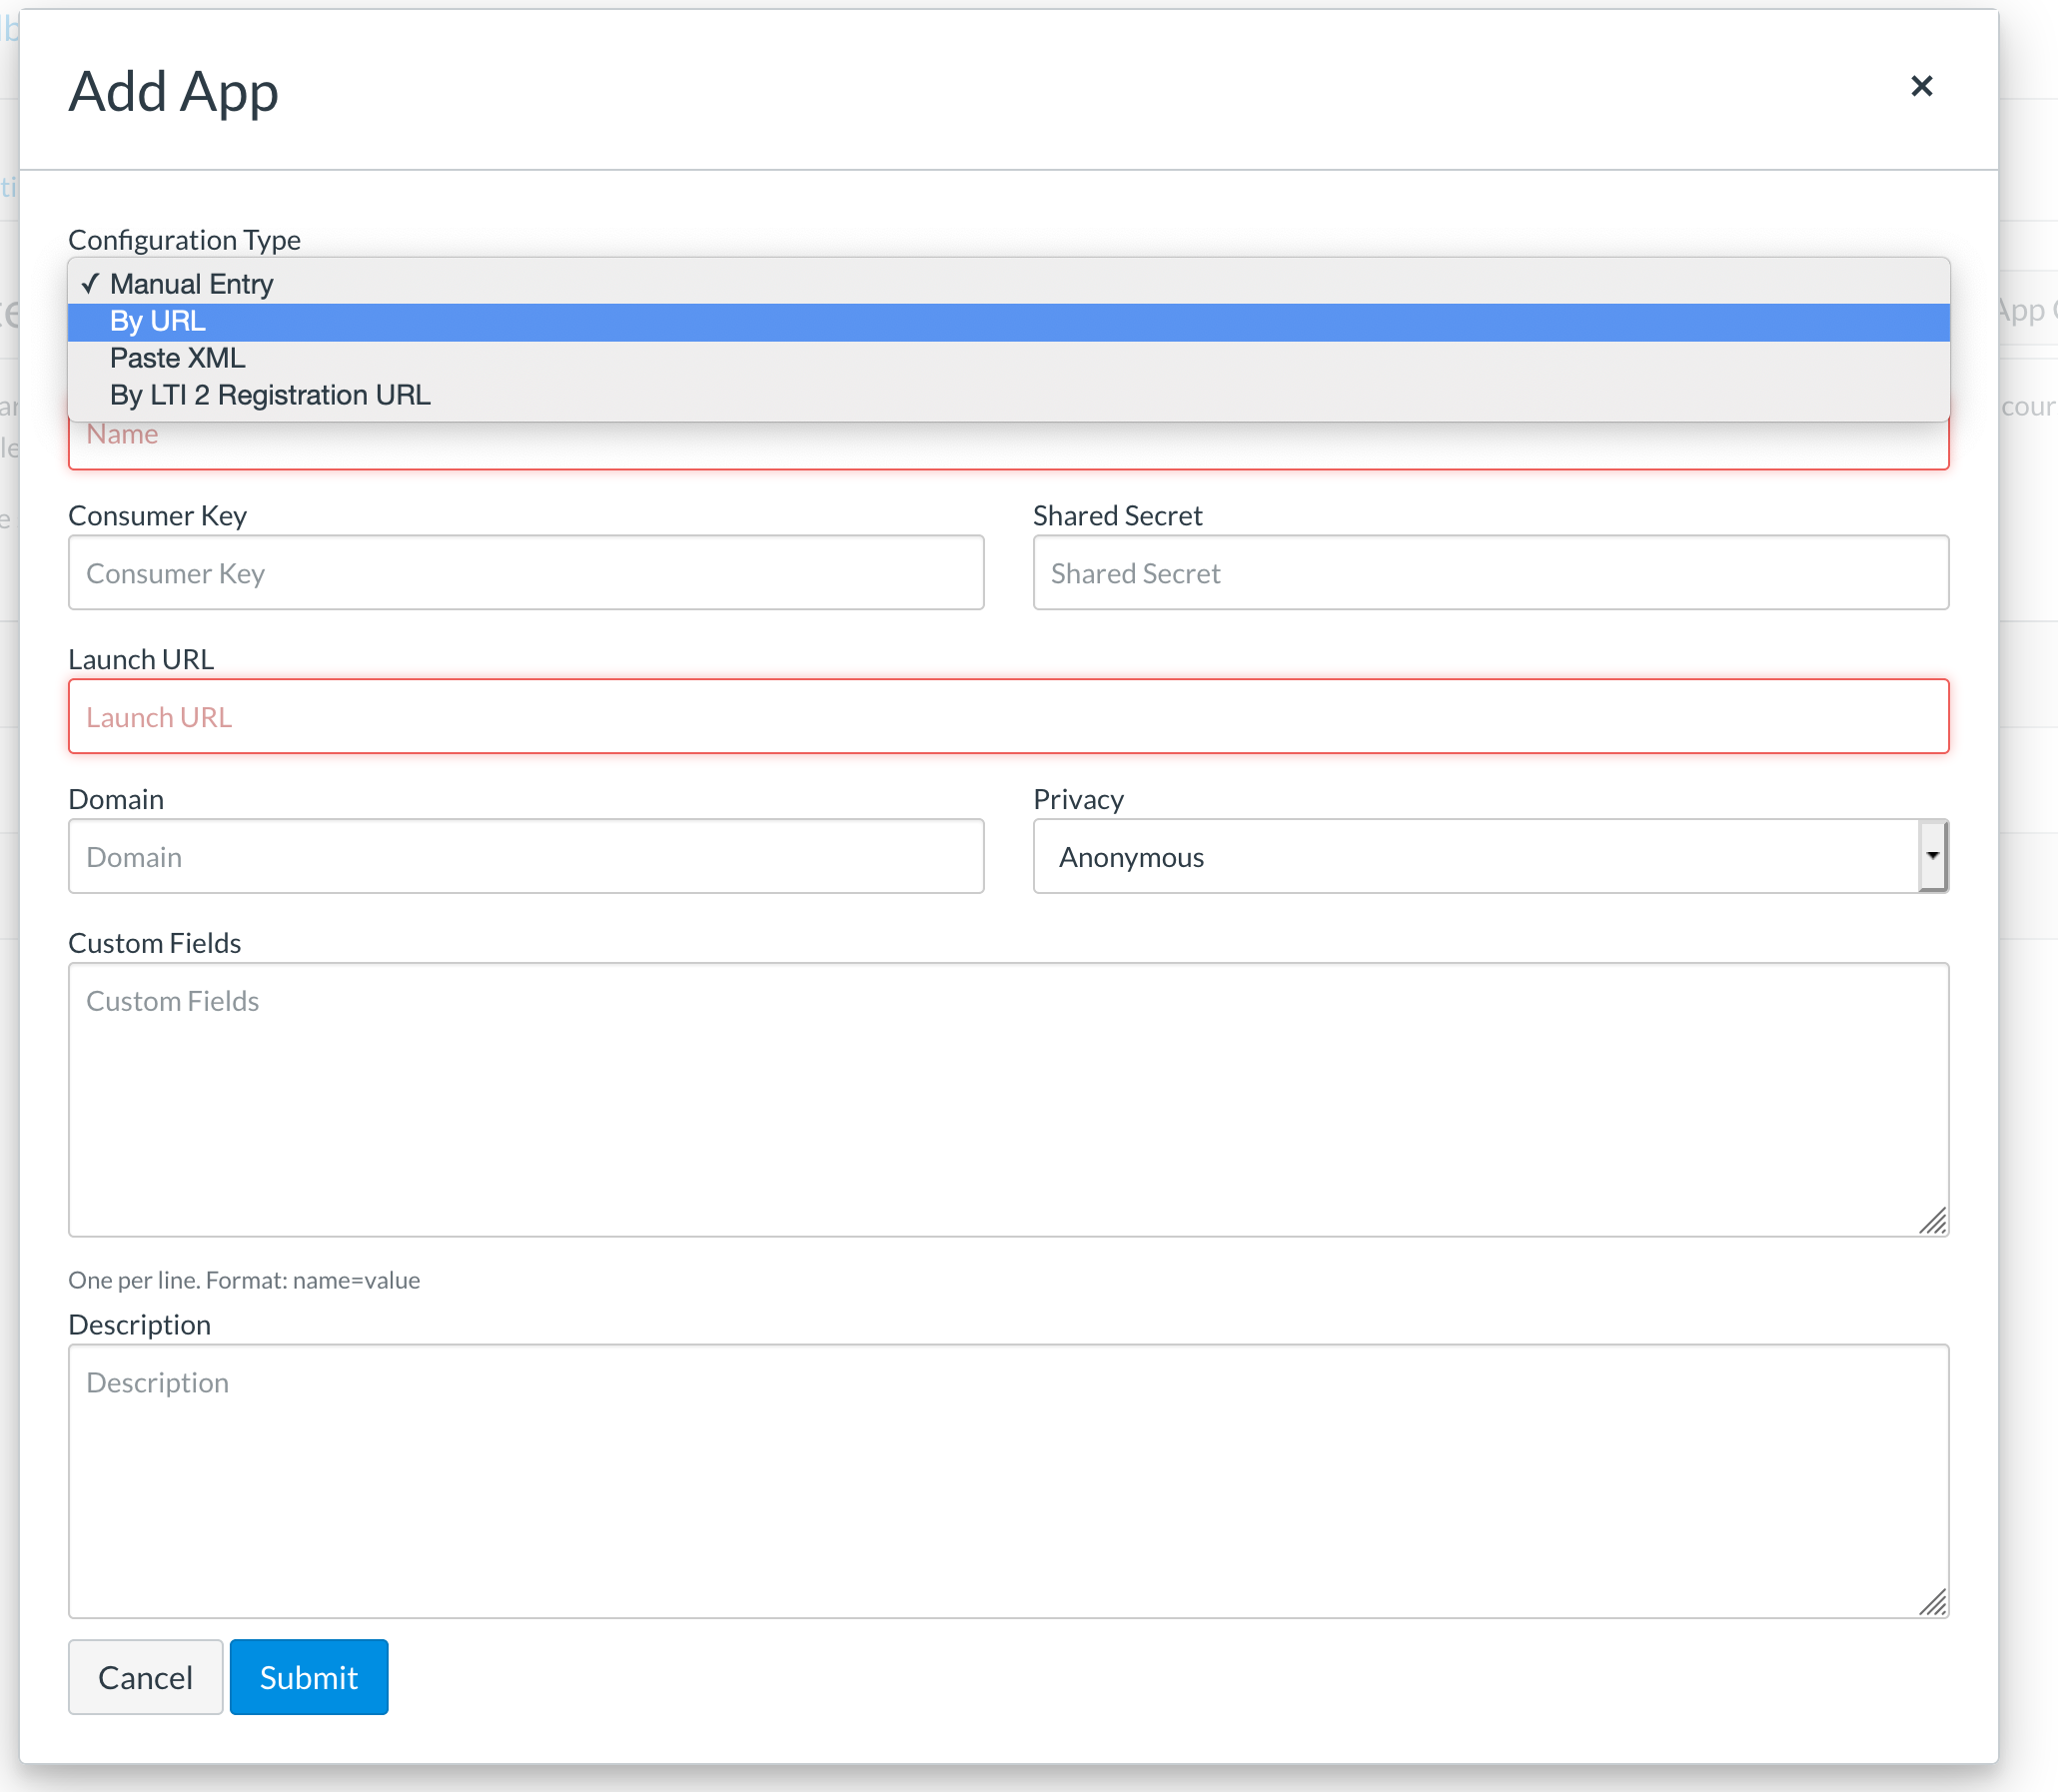 Add App
Configuration Type
✓ Manual Entry
By URL
Paste XML
By LTI 2 Registration URL
Name
Consumer Key
Shared Secret
Consumer Key
Shared Secret
Launch URL
Launch URL
Domain
Privacy
Domain
Anonymous
Custom Fields
Custom Fields
One per line. Format: name=value
Description
Description
Cancel
Submit
App
cour